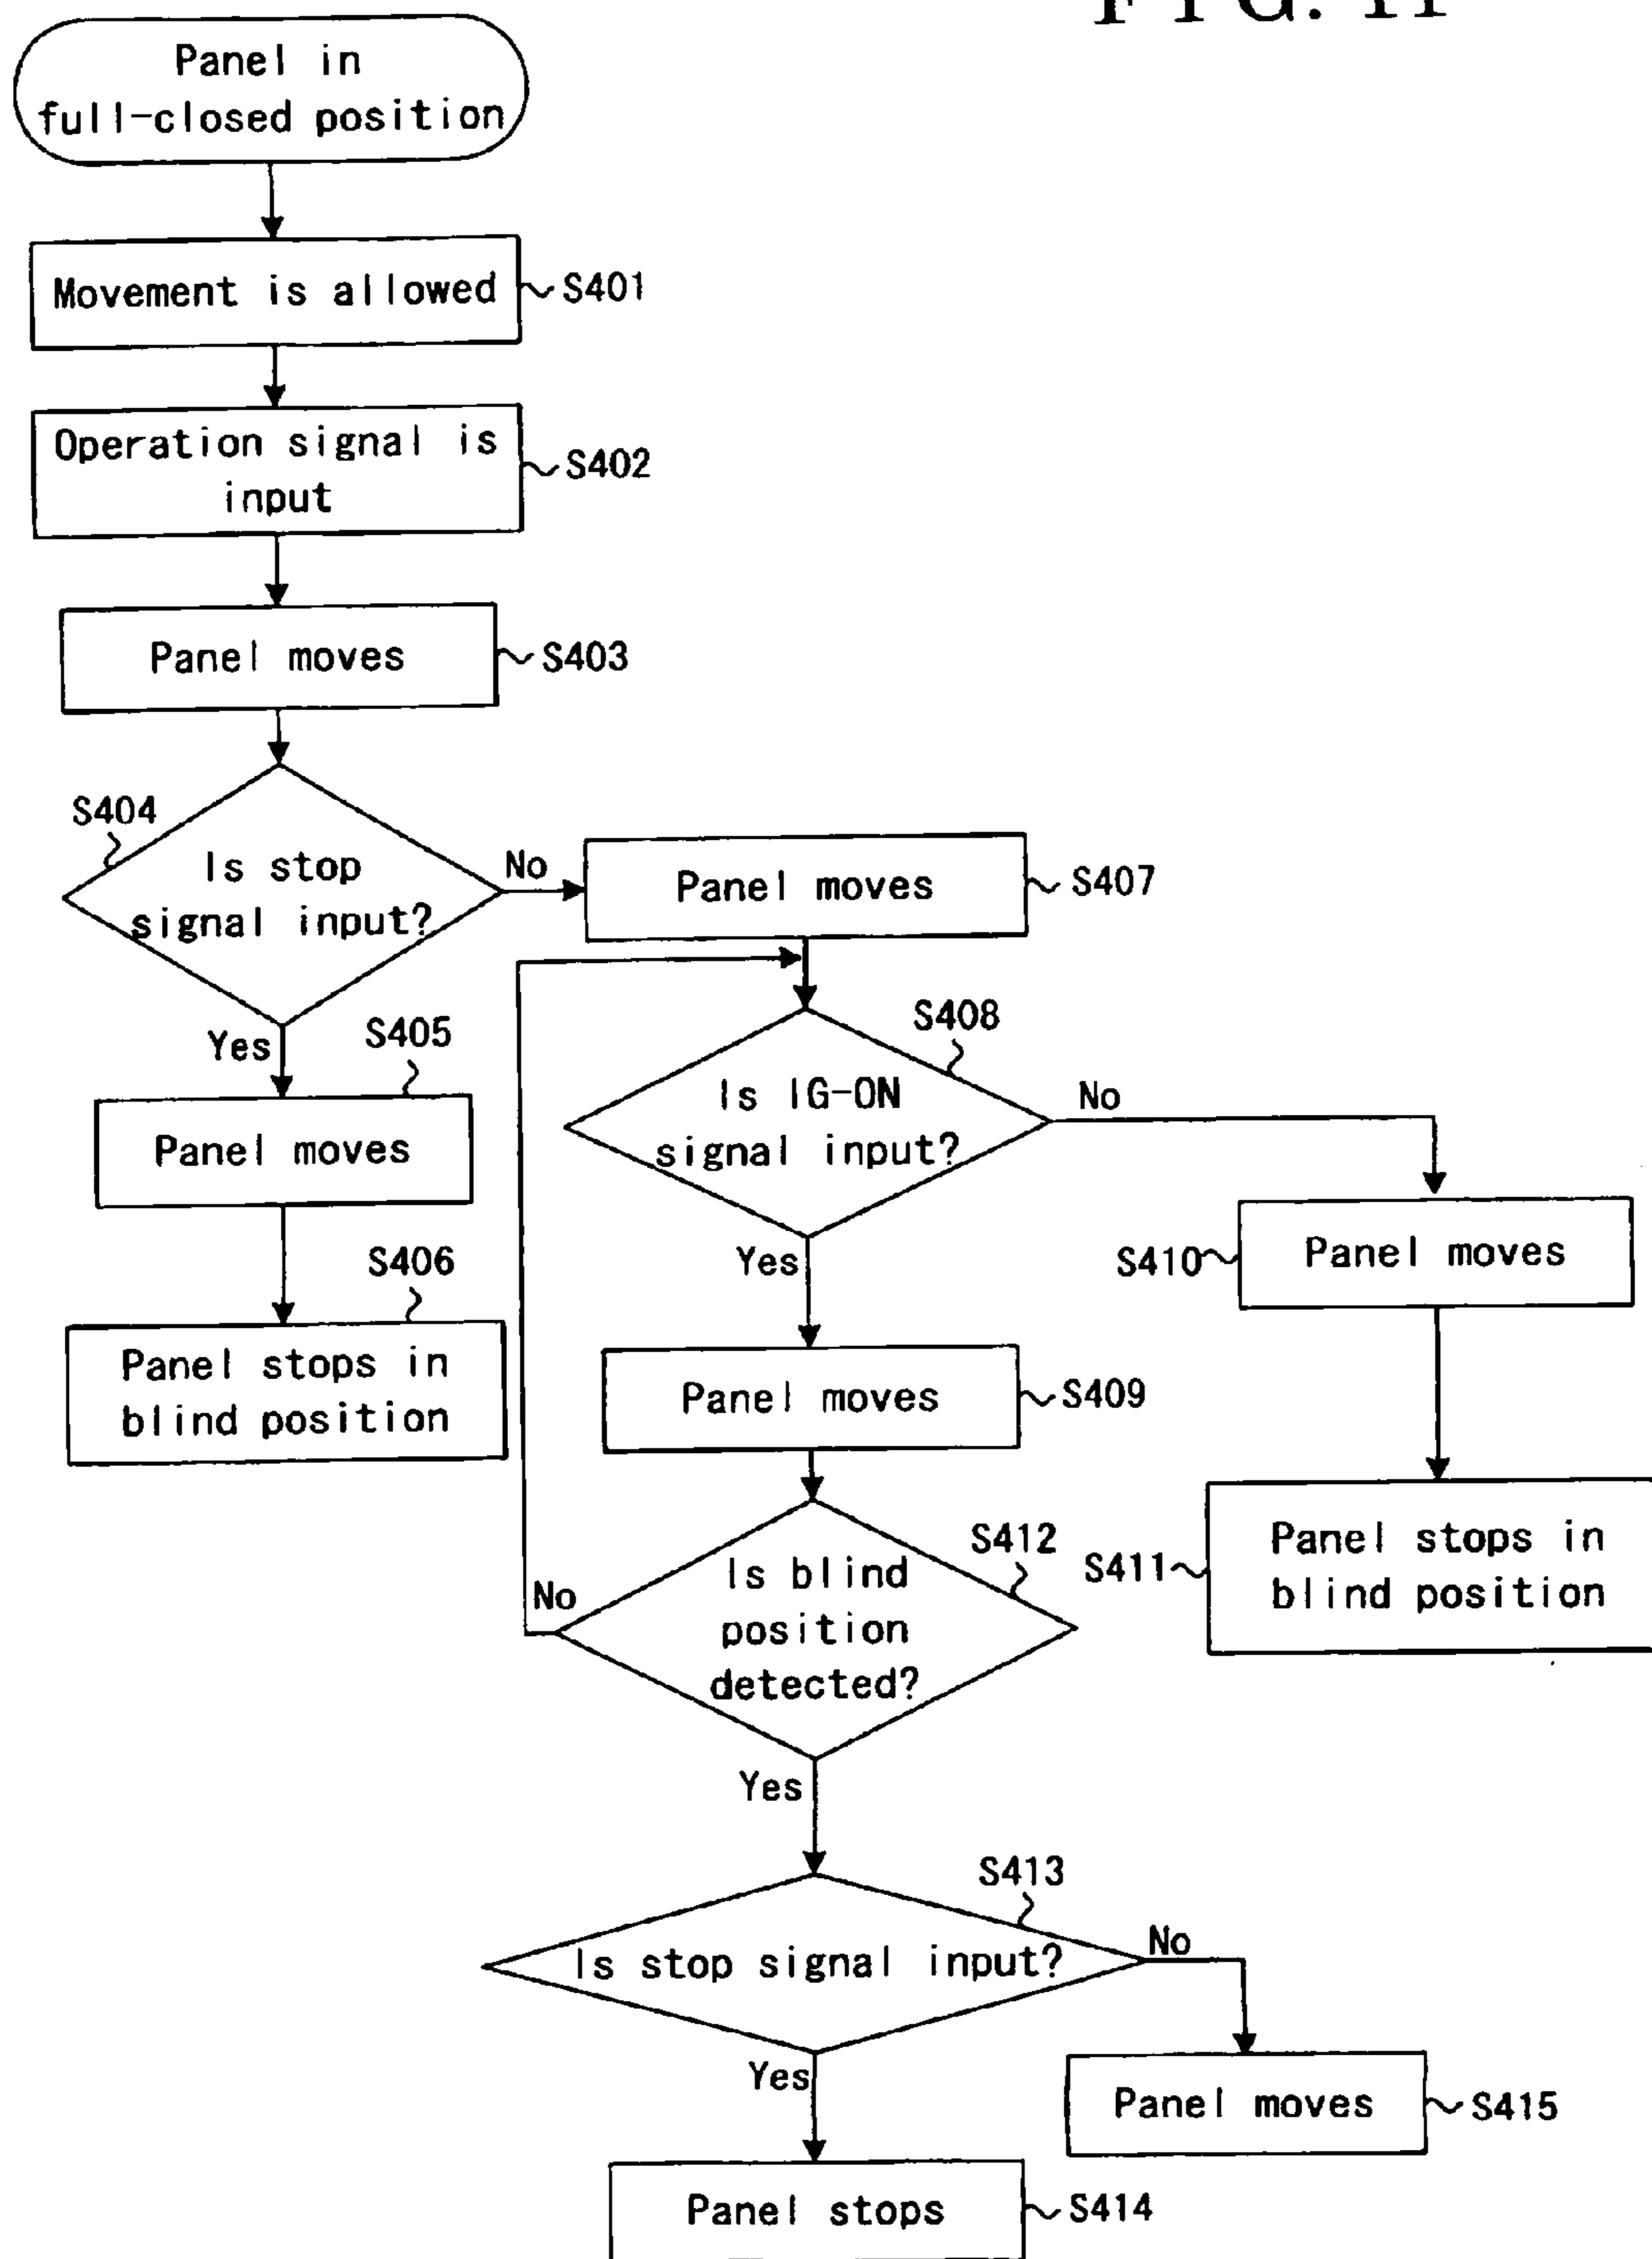 FIG. 11
Panel in
full-closed position
Movement is allowed
S401
Operation signal is
input
S402
Panel moves
S403
S404
Is stop
signal input?
No
Panel moves
S407
Yes
S405
Panel moves
S406
Panel stops in
blind position
S408
Is IG-ON
signal input?
No
S410
Panel moves
Yes
Panel moves
S409
S411
Panel stops in
blind position
S412
Is blind
position
detected?
No
Yes
S413
Is stop signal input?
No
Panel moves
S415
Yes
Panel stops
S414